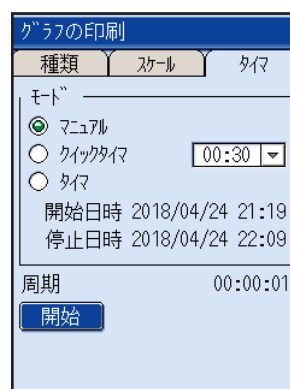 ｸﾞﾗﾌの印刷
種類 ｽｹｰﾙ ﾀｲﾏ
ﾓｰﾄﾞ
ﾏﾆｭｱﾙ
ｸｲｯｸﾀｲﾏ 00:30
ﾀｲﾏ
開始日時 2018/04/24 21:19
停止日時 2018/04/24 22:09
周期 00:00:01
開始